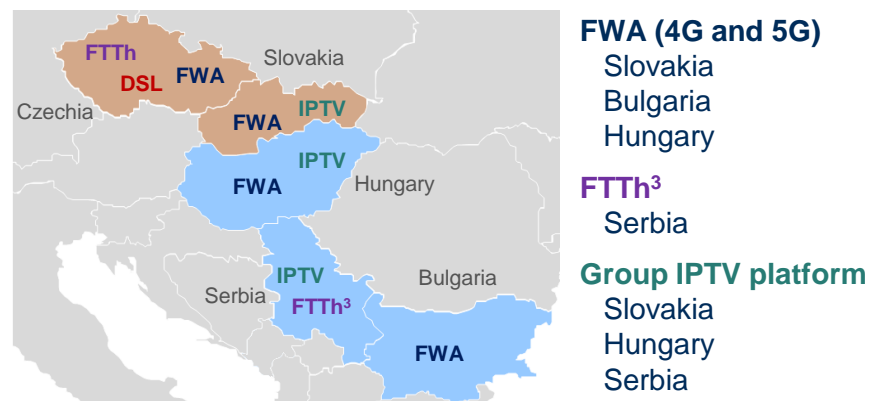 FTTh
DSL
FWA
Slovakia
Czechia
FWA
IPTV
IPTV
FWA
Hungary
IPTV
Serbia
FTTh³
Bulgaria
FWA
FWA (4G and 5G)
Slovakia
Bulgaria
Hungary
FTTh³
Serbia
Group IPTV platform
Slovakia
Hungary
Serbia